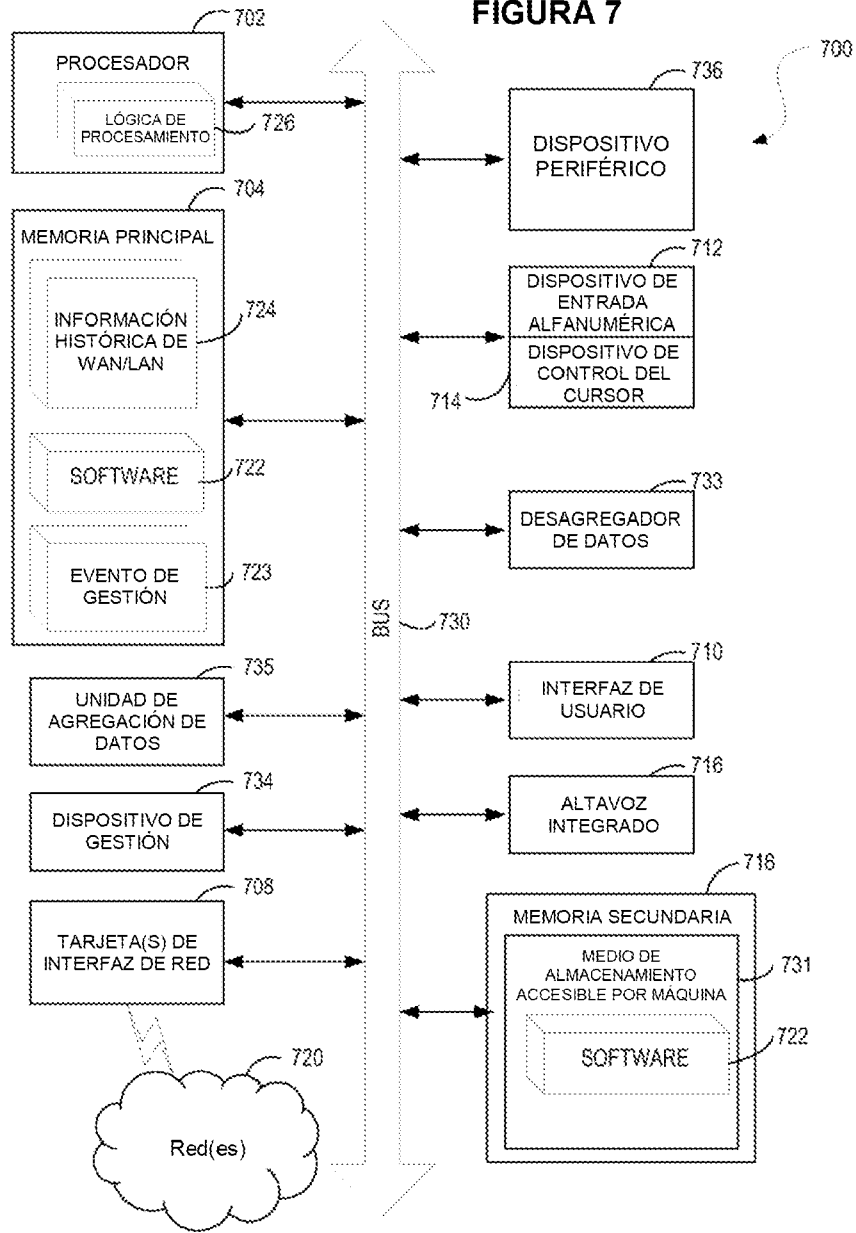 FIGURA 7
700
702
PROCESADOR
LÓGICA DE
PROCESAMIENTO
726
704
MEMORIA PRINCIPAL
INFORMACIÓN
HISTÓRICA DE
WAN/LAN
724
SOFTWARE
722
EVENTO DE
GESTIÓN
723
735
UNIDAD DE
AGREGACIÓN DE
DATOS
734
DISPOSITIVO DE
GESTIÓN
708
TARJETA(S) DE
INTERFAZ DE RED
720
Red(es)
BUS
730
736
DISPOSITIVO
PERIFÉRICO
712
DISPOSITIVO DE
ENTRADA
ALFANUMÉRICA
DISPOSITIVO DE
CONTROL DEL
CURSOR
714
733
DESAGREGADOR
DE DATOS
710
INTERFAZ DE
USUARIO
716
ALTAVOZ
INTEGRADO
718
MEMORIA SECUNDARIA
MEDIO DE
ALMACENAMIENTO
ACCESIBLE POR MÁQUINA
731
SOFTWARE
722